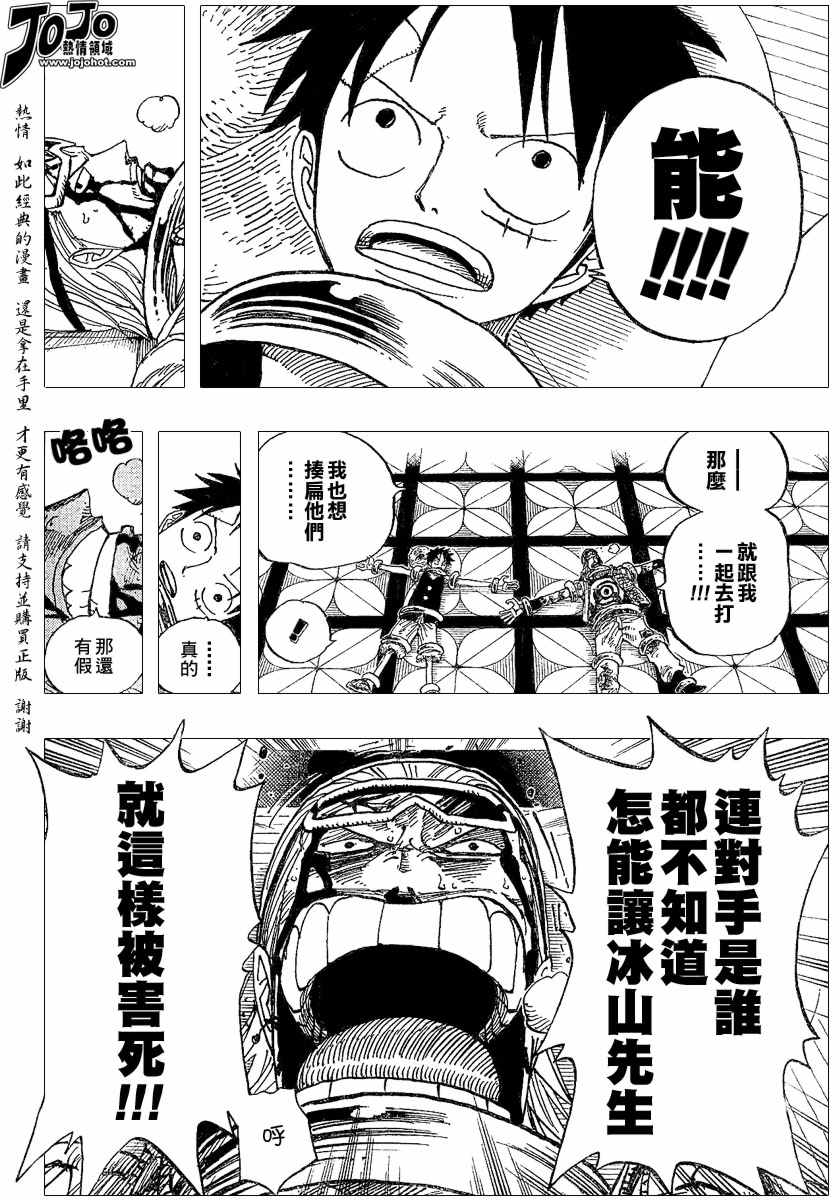 JOJO
熱情領域
www.jojohot.com
熱情 如此經典的漫畫 還是拿在手里 才更有感覺 請支持並購買正版 謝謝
能!!!!
那麼——
就跟我
一起去打
……!!!
我也想
揍扁他們
………
!
……
真的
咯咯
那還
有假
連對手是誰
都不知道
怎能讓冰山先生
就這樣被害死!!!
呼